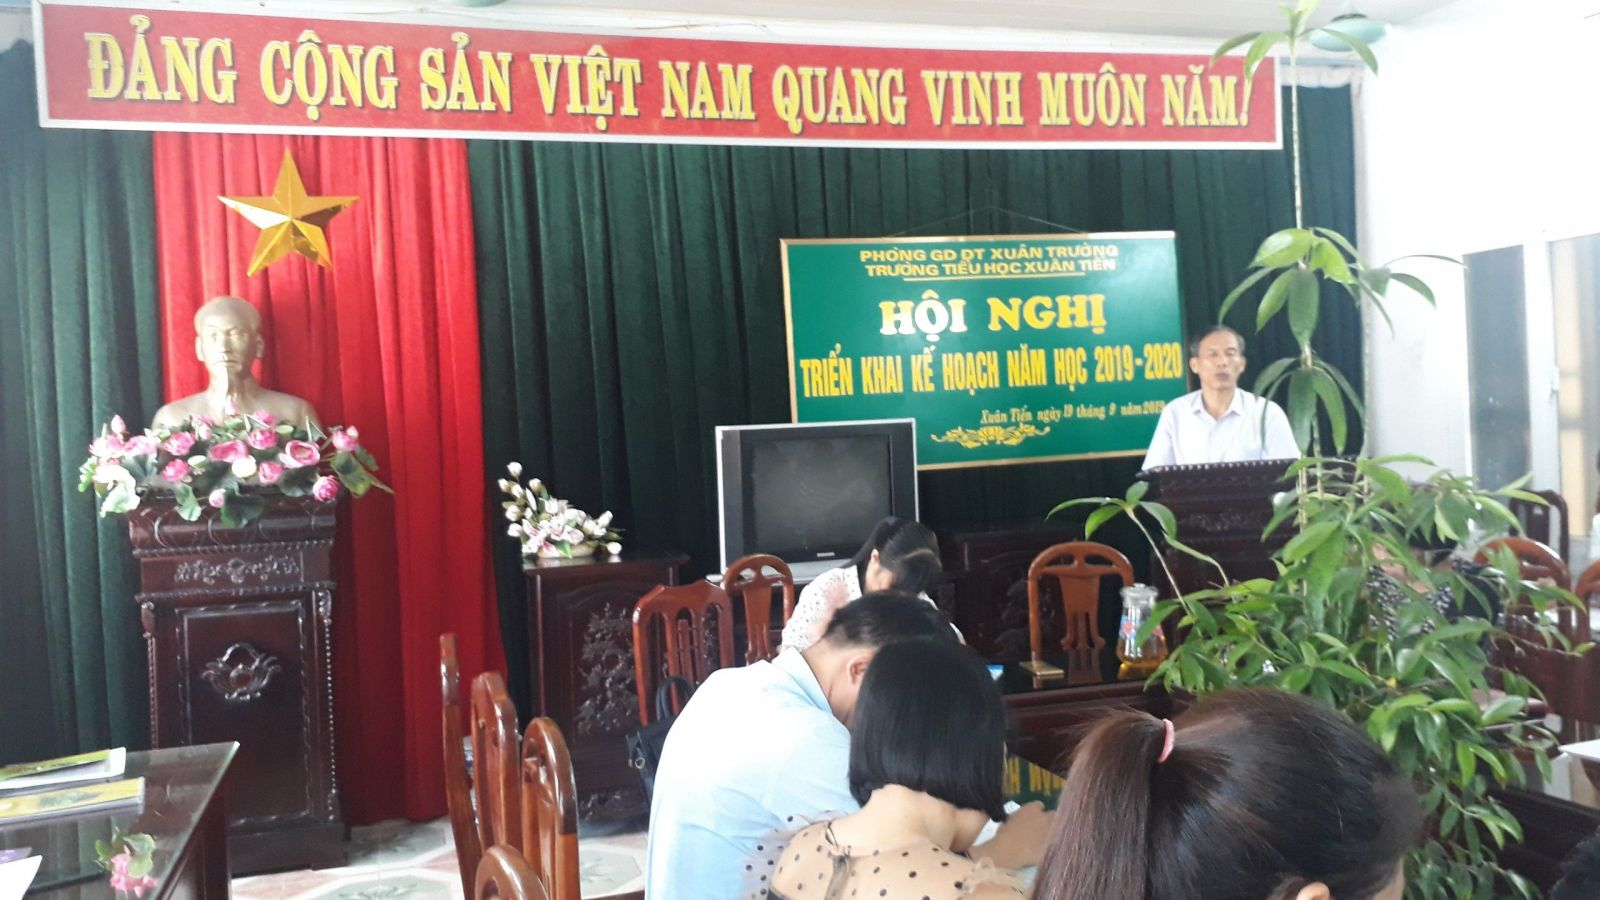 ĐẢNG CỘNG SẢN VIỆT NAM QUANG VINH MUÔN NĂM!
PHÒNG GD ĐT XUÂN TRƯỜNG
TRƯỜNG TIỂU HỌC XUÂN TIẾN
HỘI NGHỊ
TRIỂN KHAI KẾ HOẠCH NĂM HỌC 2019-2020
Xuân Tiến ngày 19 tháng 9 năm 2019
SAMSUNG